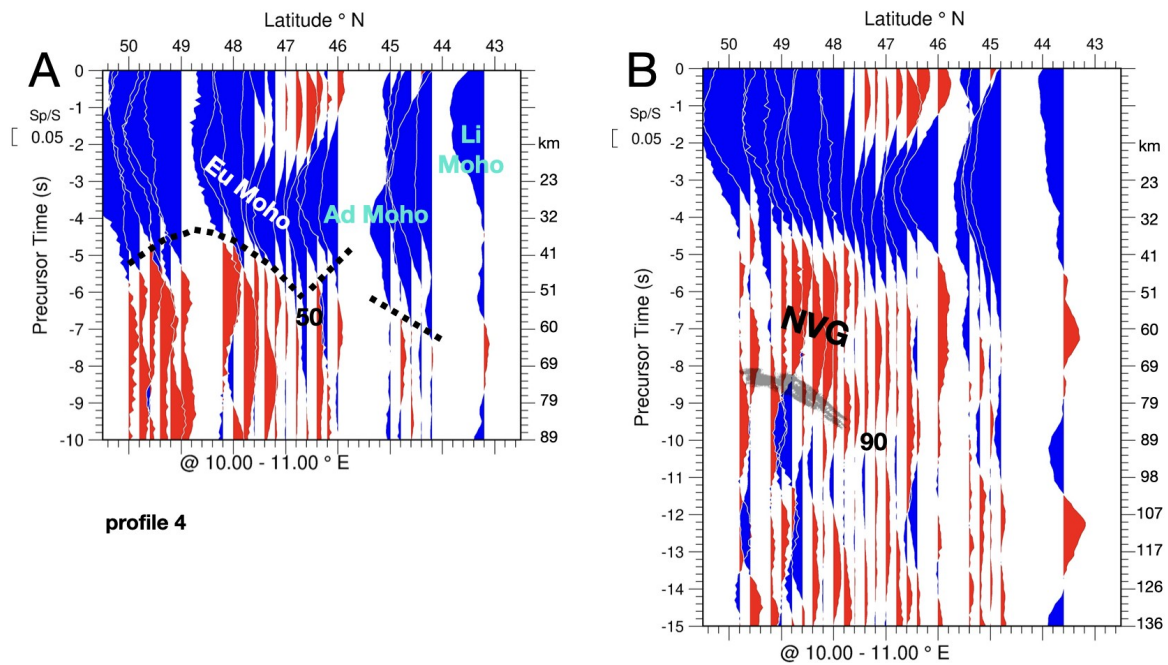 A
Latitude ° N
50 49 48 47 46 45 44 43
Sp/S
0.05
Precursor Time (s)
0
-1
-2
-3
-4
-5
-6
-7
-8
-9
-10
km
23
32
41
51
60
69
79
89
Eu Moho
Ad Moho
Li
Moho
50
@ 10.00 - 11.00 ° E
profile 4
B
Latitude ° N
50 49 48 47 46 45 44 43
Sp/S
0.05
Precursor Time (s)
0
-1
-2
-3
-4
-5
-6
-7
-8
-9
-10
-11
-12
-13
-14
-15
km
23
32
41
51
60
69
79
89
98
107
117
126
136
NVG
90
@ 10.00 - 11.00 ° E